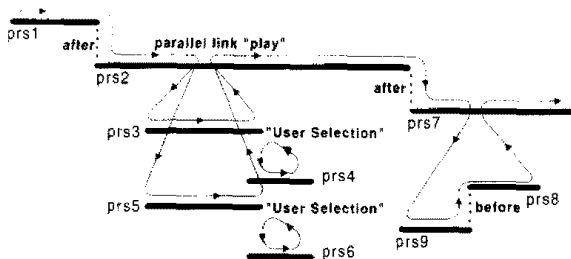 prs1
parallel link "play"
after
prs2
after
prs7
prs3
"User Selection"
prs4
prs8
prs5
"User Selection"
before
prs9
prs6